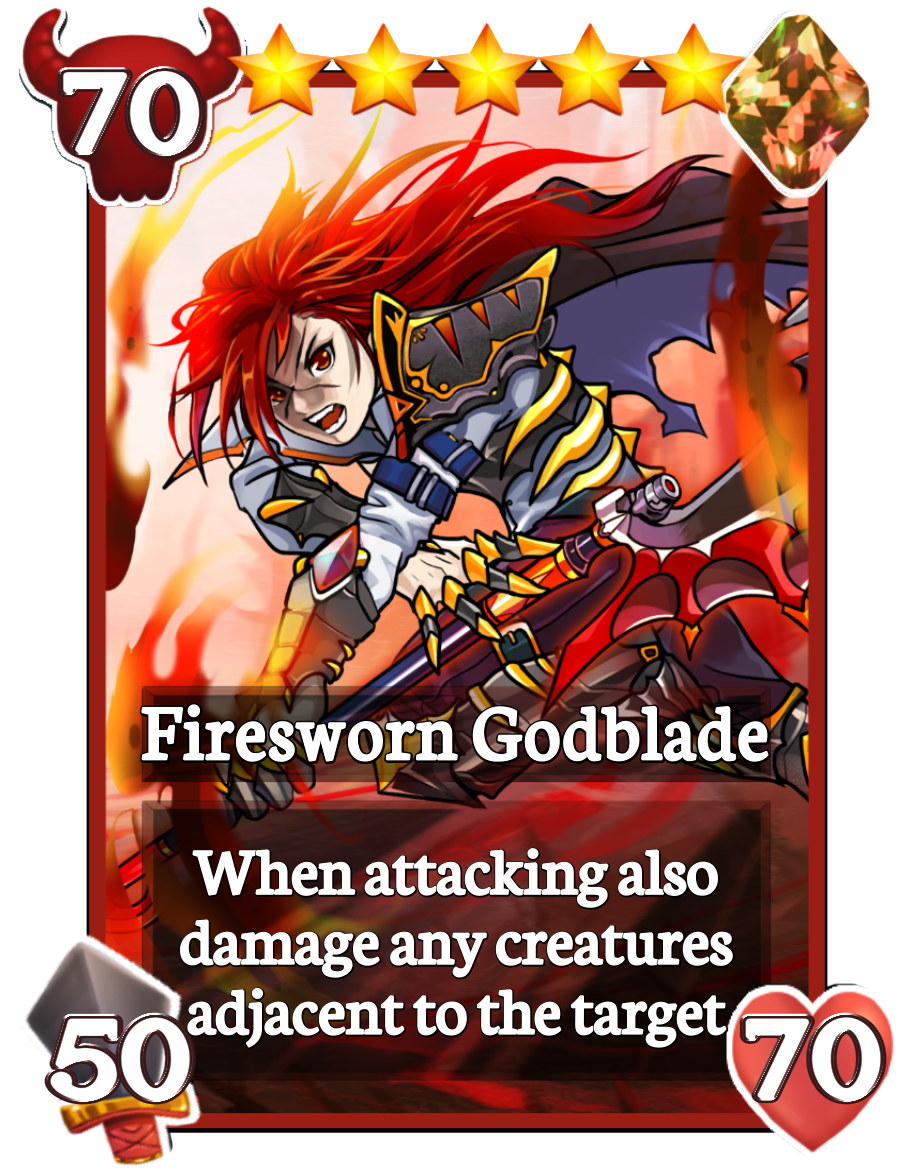 70
Firesworn Godblade
When attacking also
damage any creatures
adjacent to the target.
50
70